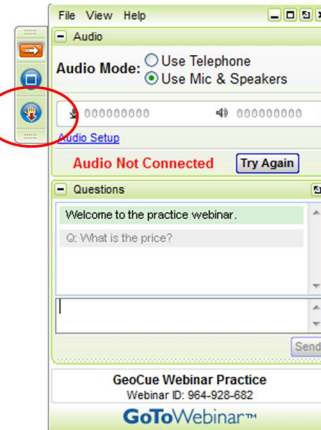 File View Help
Audio
Audio Mode: Use Telephone
Use Mic & Speakers
000000000 000000000
Audio Setup
Audio Not Connected Try Again
Questions
Welcome to the practice webinar.
Q: What is the price?
Send
GeoCue Webinar Practice
Webinar ID: 964-928-682
GoToWebinar™